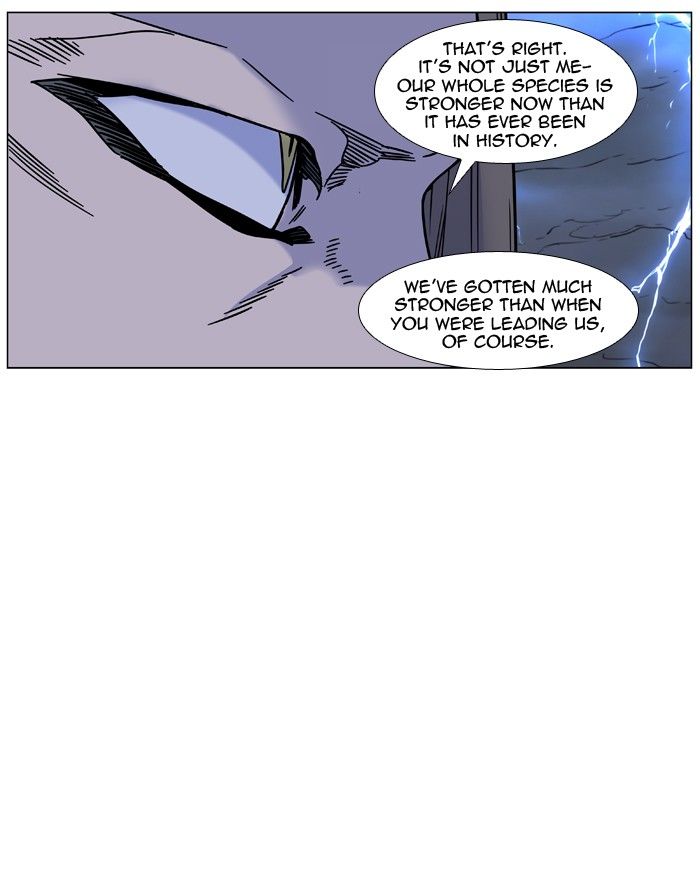 THAT'S RIGHT.
IT'S NOT JUST ME-
OUR WHOLE SPECIES IS
STRONGER NOW THAN
IT HAS EVER BEEN
IN HISTORY.
WE'VE GOTTEN MUCH
STRONGER THAN WHEN
YOU WERE LEADING US,
OF COURSE.